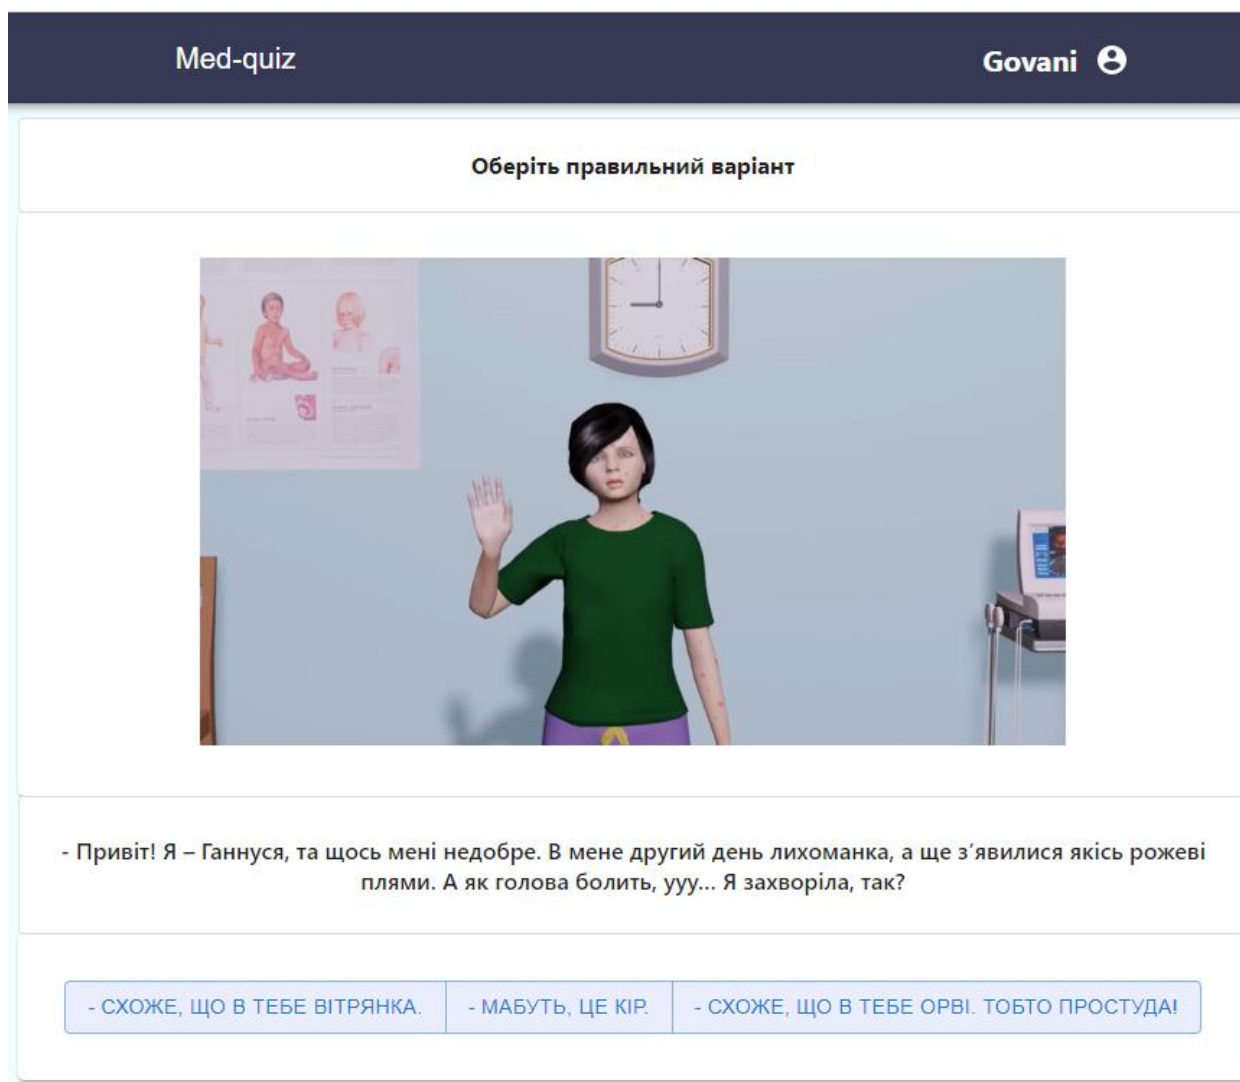 Med-quiz
Govani
Оберіть правильний варіант
- Привіт! Я – Ганнуся, та щось мені недобре. В мене другий день лихоманка, а ще з’явилися якісь рожеві
плями. А як голова болить, ууу... Я захворіла, так?
- СХОЖЕ, ЩО В ТЕБЕ ВІТРЯНКА.
- МАБУТЬ, ЦЕ КІР.
- СХОЖЕ, ЩО В ТЕБЕ ОРВІ. ТОБТО ПРОСТУДА!